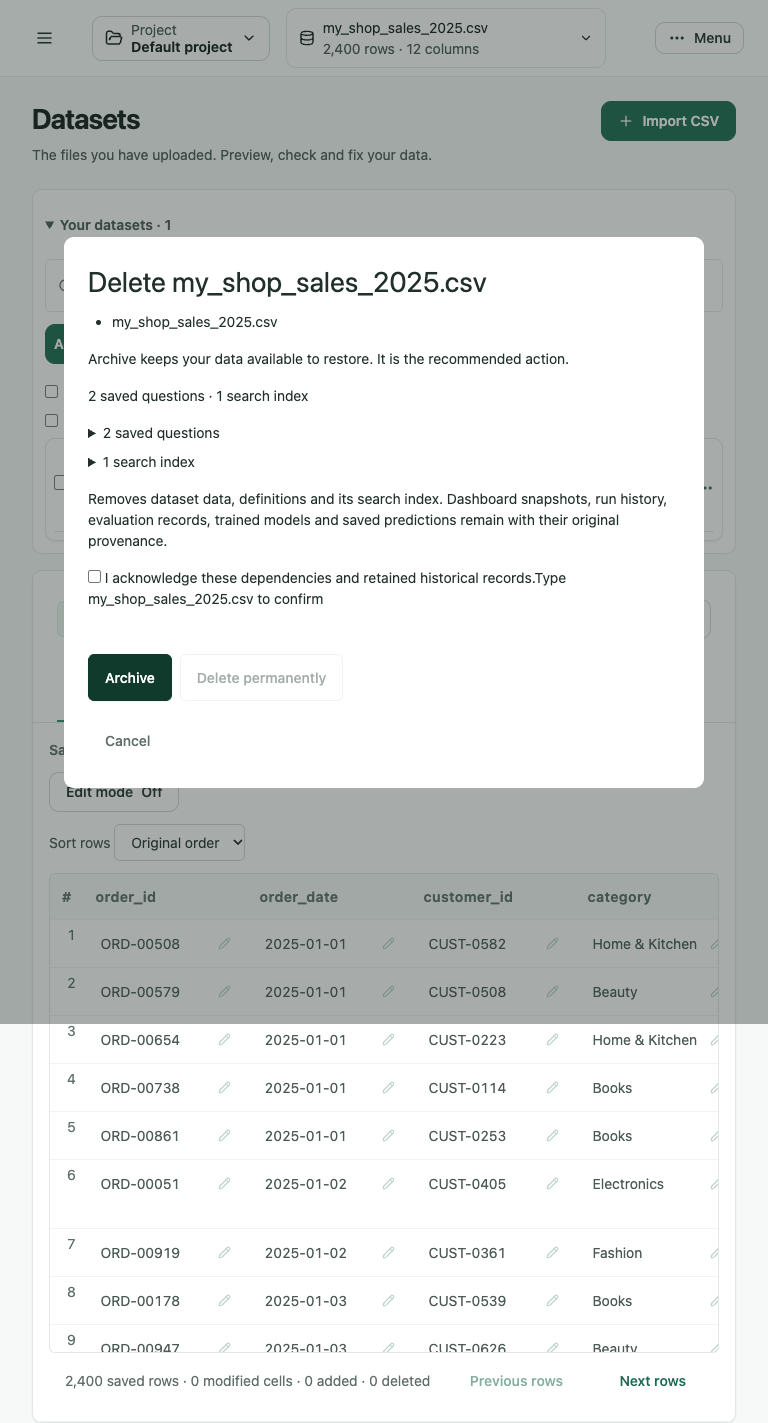 Project
Default project
my_shop_sales_2025.csv
2,400 rows · 12 columns
Menu
Datasets
Import CSV
The files you have uploaded. Preview, check and fix your data.
Your datasets · 1
Delete my_shop_sales_2025.csv
my_shop_sales_2025.csv
Archive keeps your data available to restore. It is the recommended action.
2 saved questions · 1 search index
2 saved questions
1 search index
Removes dataset data, definitions and its search index. Dashboard snapshots, run history,
evaluation records, trained models and saved predictions remain with their original
provenance.
I acknowledge these dependencies and retained historical records.Type
my_shop_sales_2025.csv to confirm
Archive Delete permanently
Cancel
Edit mode Off
Sort rows Original order
# order_id order_date customer_id category
1 ORD-00508 2025-01-01 CUST-0582 Home & Kitchen
2 ORD-00579 2025-01-01 CUST-0508 Beauty
3 ORD-00654 2025-01-01 CUST-0223 Home & Kitchen
4 ORD-00738 2025-01-01 CUST-0114 Books
5 ORD-00861 2025-01-01 CUST-0253 Books
6 ORD-00051 2025-01-02 CUST-0405 Electronics
7 ORD-00919 2025-01-02 CUST-0361 Fashion
8 ORD-00178 2025-01-03 CUST-0539 Books
9 ORD-00947 2025-01-03 CUST-0626 Beauty
2,400 saved rows · 0 modified cells · 0 added · 0 deleted Previous rows Next rows